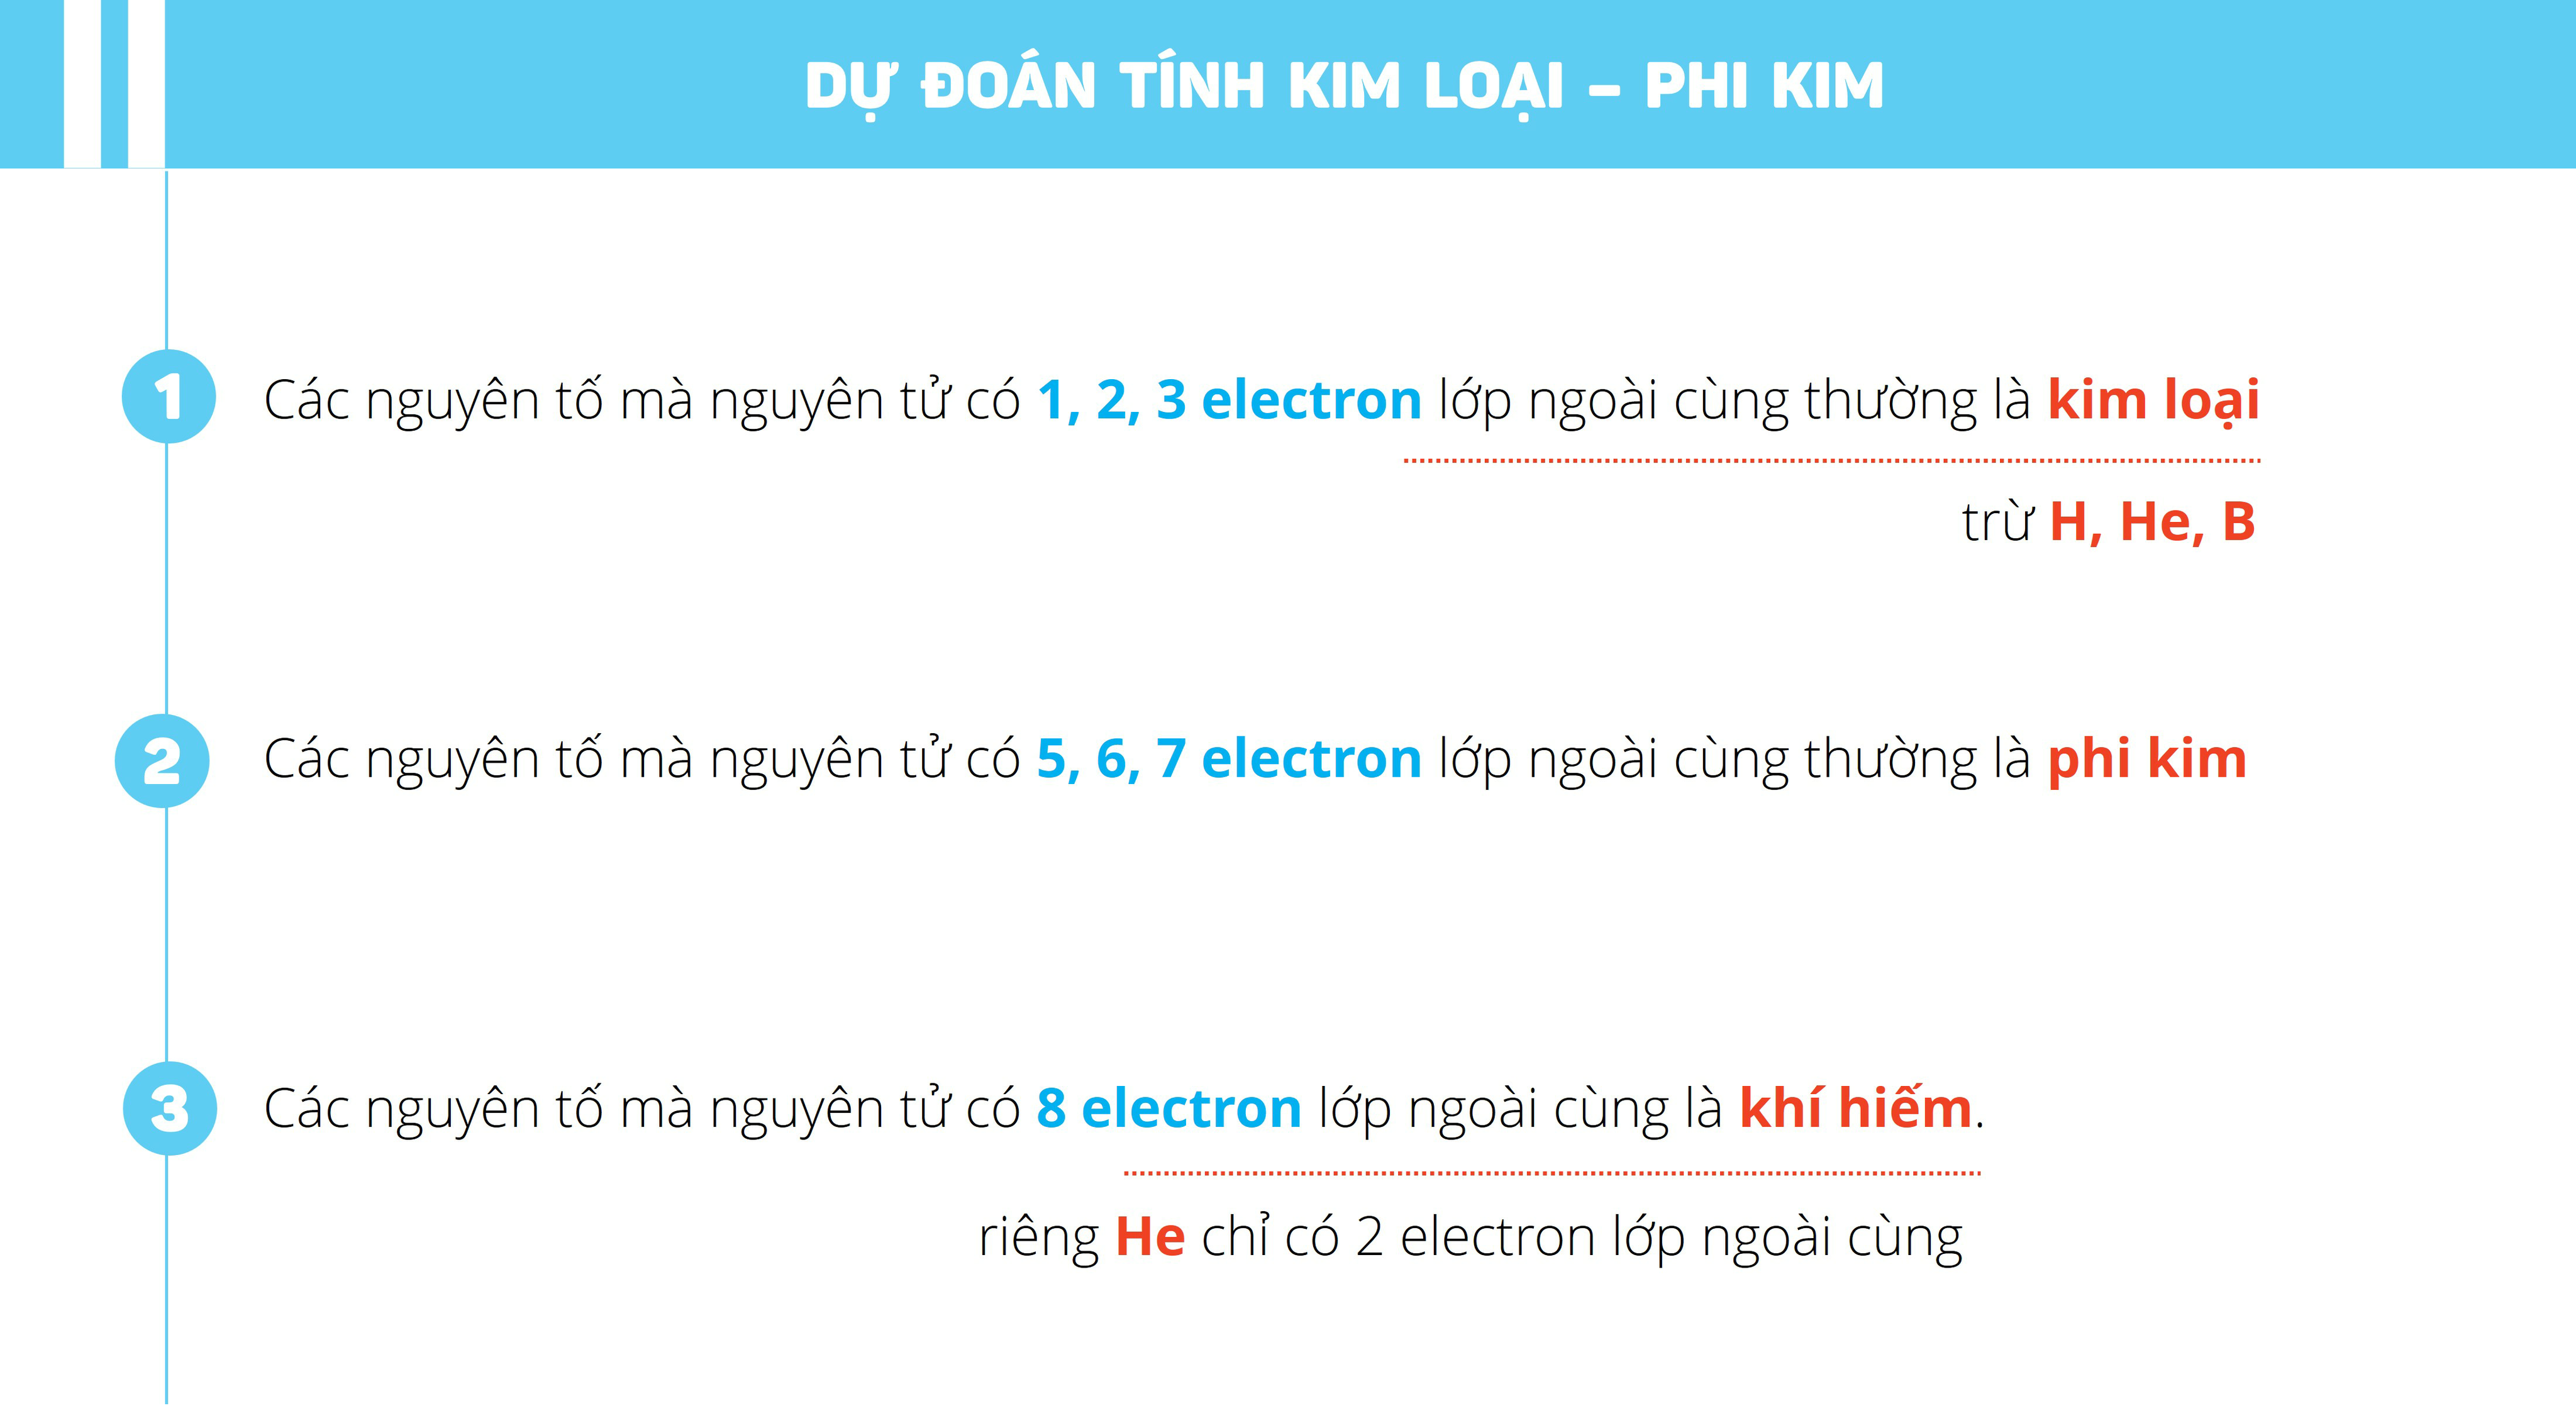 DỰ ĐOÁN TÍNH KIM LOẠI – PHI KIM
1
Các nguyên tố mà nguyên tử có 1, 2, 3 electron lớp ngoài cùng thường là kim loại
trừ H, He, B
2
Các nguyên tố mà nguyên tử có 5, 6, 7 electron lớp ngoài cùng thường là phi kim
3
Các nguyên tố mà nguyên tử có 8 electron lớp ngoài cùng là khí hiếm.
riêng He chỉ có 2 electron lớp ngoài cùng